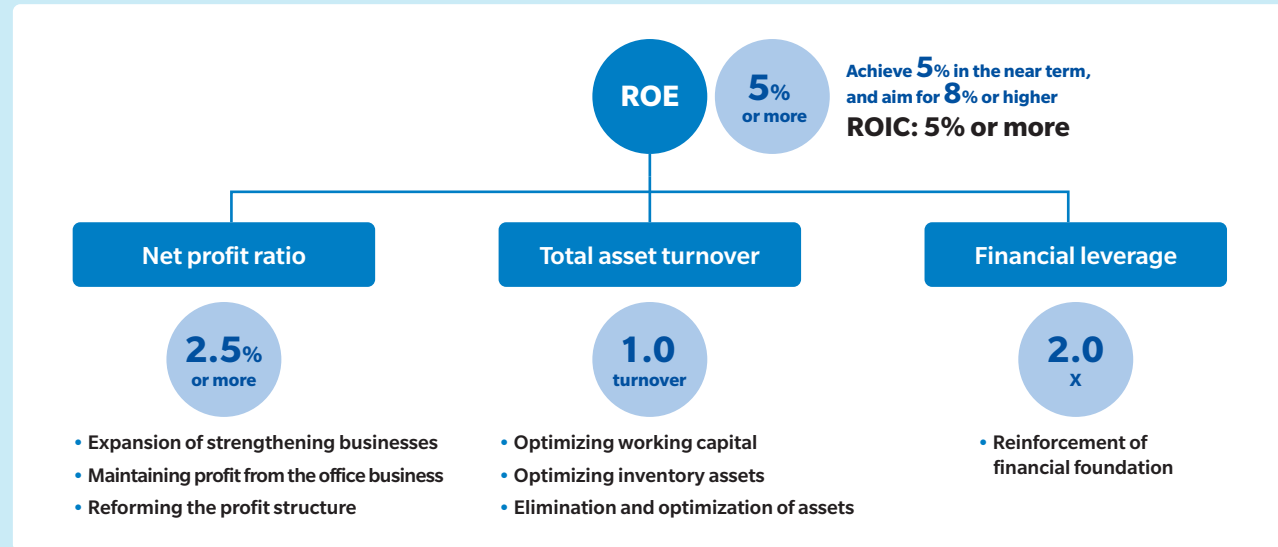 ROE
5%
or more
Achieve 5% in the near term,
and aim for 8% or higher
ROIC: 5% or more
Net profit ratio
2.5%
or more
• Expansion of strengthening businesses
• Maintaining profit from the office business
• Reforming the profit structure
Total asset turnover
1.0
turnover
• Optimizing working capital
• Optimizing inventory assets
• Elimination and optimization of assets
Financial leverage
2.0
X
• Reinforcement of
financial foundation